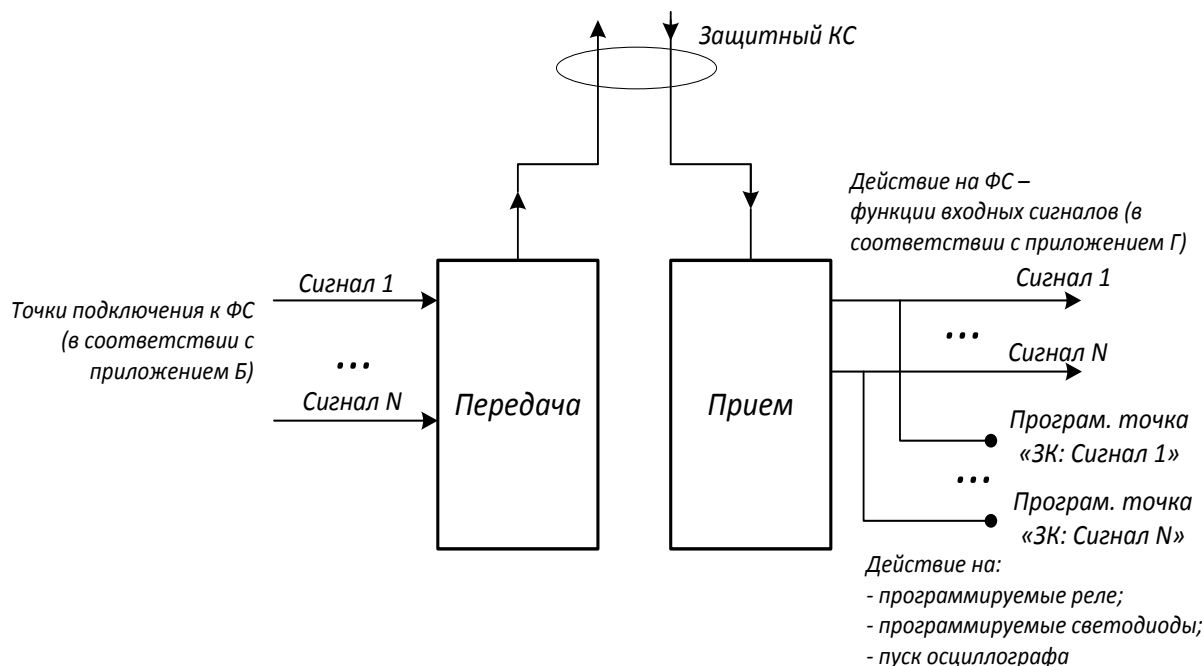 Защитный КС
Действие на ФС –
функции входных сигналов (в
соответствии с приложением Г)
Сигнал 1
Сигнал 1
Точки подключения к ФС
(в соответствии с
приложением Б)
...
...
Сигнал N
Сигнал N
Передача
Прием
Програм. точка
«ЗК: Сигнал 1»
...
Програм. точка
«ЗК: Сигнал N»
Действие на:
- программируемые реле;
- программируемые светодиоды;
- пуск осциллографа